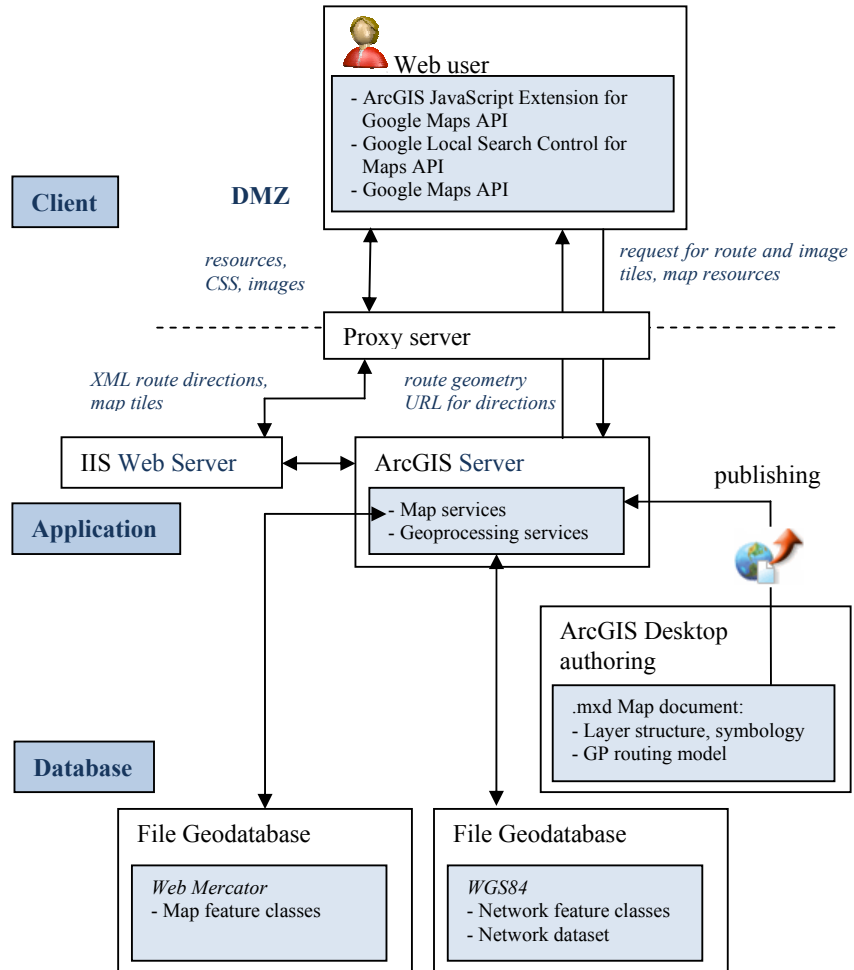 Web user
- ArcGIS JavaScript Extension for
Google Maps API
- Google Local Search Control for
Maps API
- Google Maps API
Client
DMZ
resources,
CSS, images
request for route and image
tiles, map resources
Proxy server
XML route directions,
map tiles
route geometry
URL for directions
IIS Web Server
ArcGIS Server
- Map services
- Geoprocessing services
publishing
Application
ArcGIS Desktop
authoring
.mxd Map document:
- Layer structure, symbology
- GP routing model
Database
File Geodatabase
Web Mercator
- Map feature classes
File Geodatabase
WGS84
- Network feature classes
- Network dataset